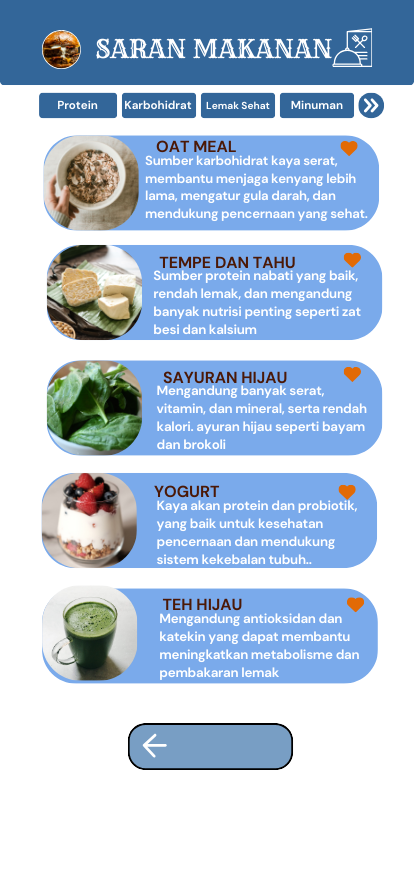 SARAN MAKANAN
Protein
Karbohidrat
Lemak Sehat
Minuman
OAT MEAL
Sumber karbohidrat kaya serat,
membantu menjaga kenyang lebih
lama, mengatur gula darah, dan
mendukung pencernaan yang sehat.
TEMPE DAN TAHU
Sumber protein nabati yang baik,
rendah lemak, dan mengandung
banyak nutrisi penting seperti zat
besi dan kalsium
SAYURAN HIJAU
Mengandung banyak serat,
vitamin, dan mineral, serta rendah
kalori. ayuran hijau seperti bayam
dan brokoli
YOGURT
Kaya akan protein dan probiotik,
yang baik untuk kesehatan
pencernaan dan mendukung
sistem kekebalan tubuh..
TEH HIJAU
Mengandung antioksidan dan
katekin yang dapat membantu
meningkatkan metabolisme dan
pembakaran lemak